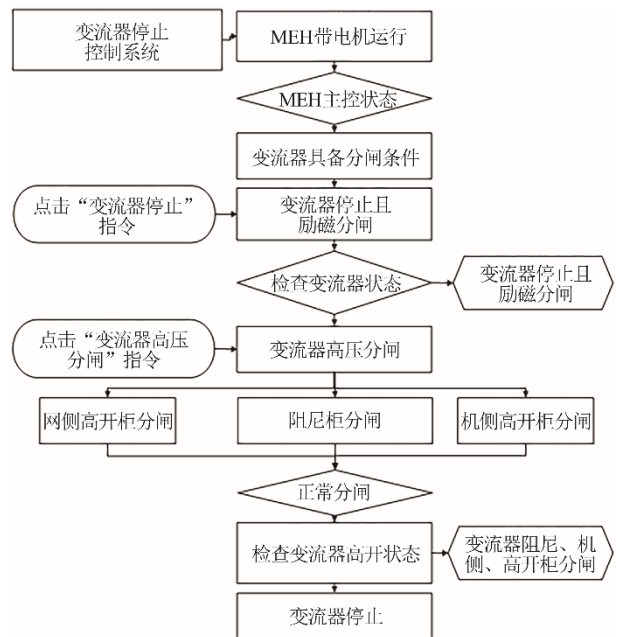 变流器停止
控制系统
MEH带电机运行
MEH主控状态
变流器具备分闸条件
点击“变流器停止”
指令
变流器停止且
励磁分闸
检查变流器状态
变流器停止且
励磁分闸
点击“变流器高压
分闸”指令
变流器高压分闸
网侧高开柜分闸
阻尼柜分闸
机侧高开柜分闸
正常分闸
检查变流器高开状态
变流器阻尼、机
侧、高开柜分闸
变流器停止